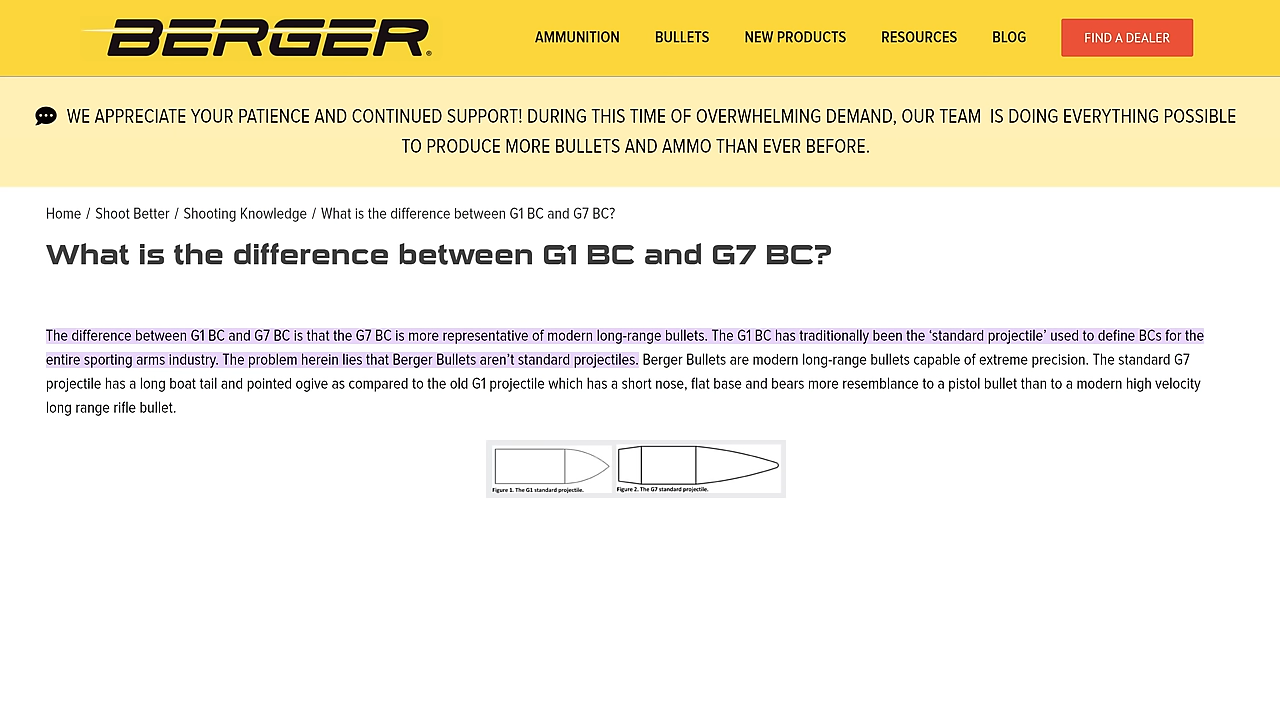 BERGER®
AMMUNITION BULLETS NEW PRODUCTS RESOURCES BLOG FIND A DEALER
WE APPRECIATE YOUR PATIENCE AND CONTINUED SUPPORT! DURING THIS TIME OF OVERWHELMING DEMAND, OUR TEAM IS DOING EVERYTHING POSSIBLE
TO PRODUCE MORE BULLETS AND AMMO THAN EVER BEFORE.
Home / Shoot Better / Shooting Knowledge / What is the difference between G1 BC and G7 BC?
What is the difference between G1 BC and G7 BC?
The difference between G1 BC and G7 BC is that the G7 BC is more representative of modern long-range bullets. The G1 BC has traditionally been the ‘standard projectile’ used to define BCs for the
entire sporting arms industry. The problem herein lies that Berger Bullets aren’t standard projectiles. Berger Bullets are modern long-range bullets capable of extreme precision. The standard G7
projectile has a long boat tail and pointed ogive as compared to the old G1 projectile which has a short nose, flat base and bears more resemblance to a pistol bullet than to a modern high velocity
long range rifle bullet.
Figure 1. The G1 standard projectile. Figure 2. The G7 standard projectile.